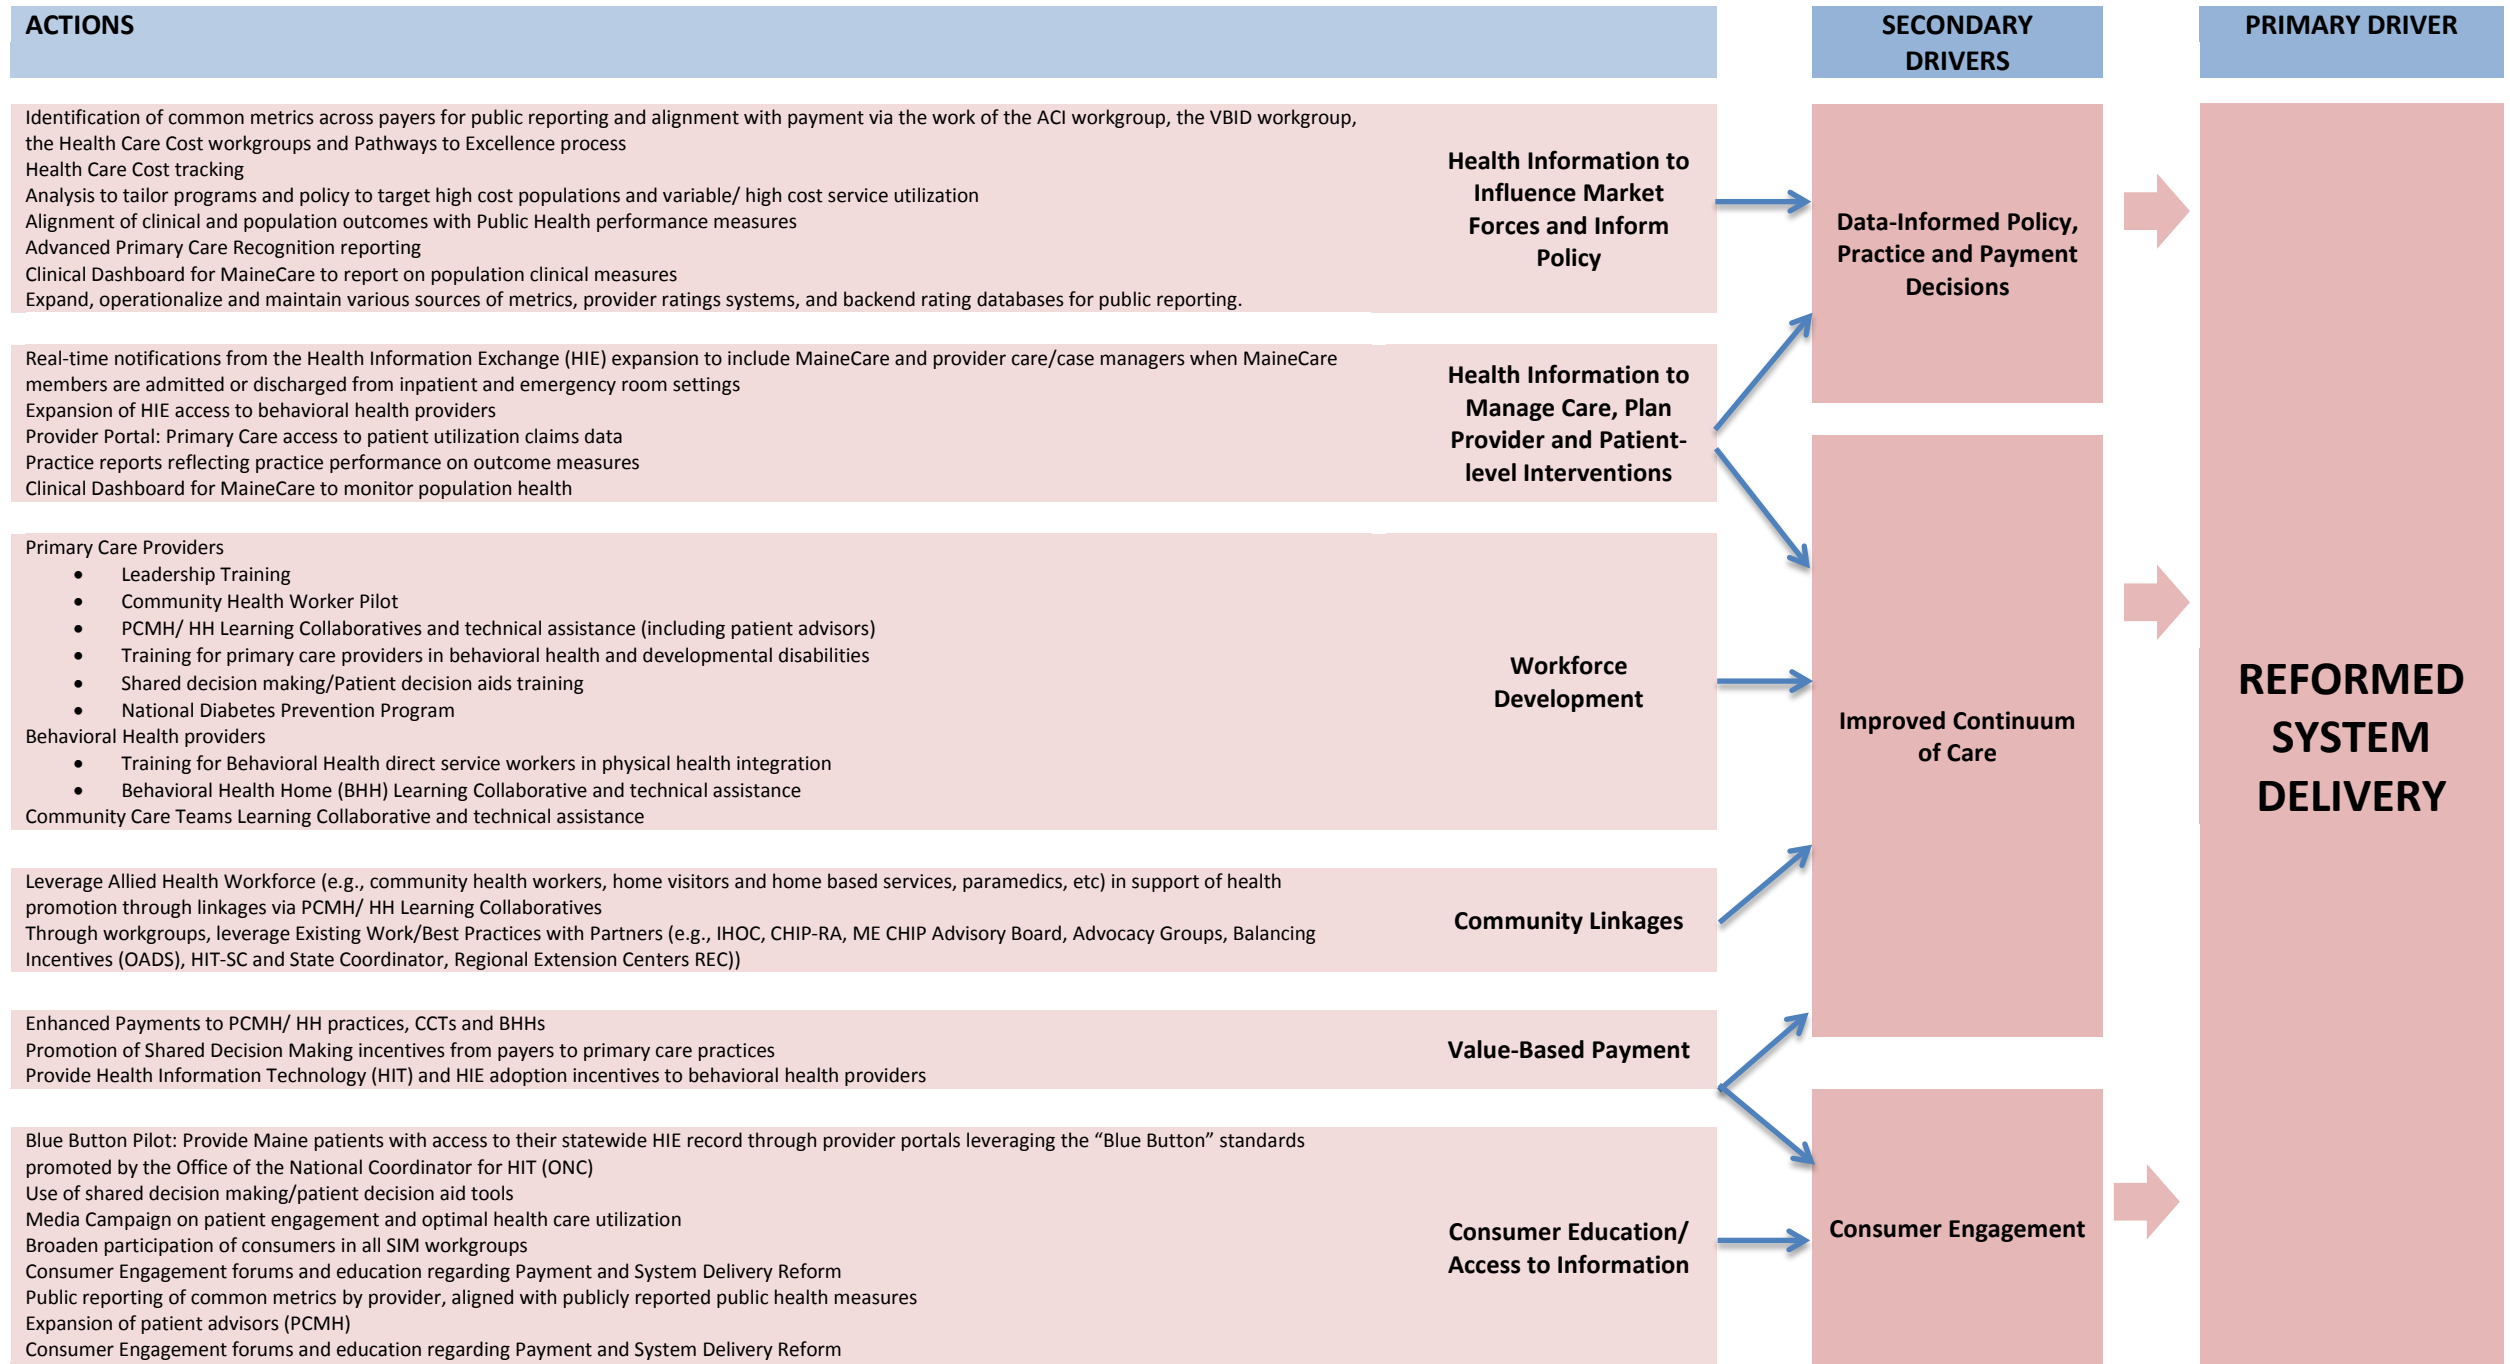 ACTIONS
SECONDARY
DRIVERS
PRIMARY DRIVER
Identification of common metrics across payers for public reporting and alignment with payment via the work of the ACI workgroup, the VBID workgroup,
the Health Care Cost workgroups and Pathways to Excellence process
Health Care Cost tracking
Analysis to tailor programs and policy to target high cost populations and variable/ high cost service utilization
Alignment of clinical and population outcomes with Public Health performance measures
Advanced Primary Care Recognition reporting
Clinical Dashboard for MaineCare to report on population clinical measures
Expand, operationalize and maintain various sources of metrics, provider ratings systems, and backend rating databases for public reporting.
Health Information to
Influence Market
Forces and Inform
Policy
Real-time notifications from the Health Information Exchange (HIE) expansion to include MaineCare and provider care/case managers when MaineCare
members are admitted or discharged from inpatient and emergency room settings
Expansion of HIE access to behavioral health providers
Provider Portal: Primary Care access to patient utilization claims data
Practice reports reflecting practice performance on outcome measures
Clinical Dashboard for MaineCare to monitor population health
Health Information to
Manage Care, Plan
Provider and Patient-
level Interventions
Primary Care Providers
• Leadership Training
• Community Health Worker Pilot
• PCMH/ HH Learning Collaboratives and technical assistance (including patient advisors)
• Training for primary care providers in behavioral health and developmental disabilities
• Shared decision making/Patient decision aids training
• National Diabetes Prevention Program
Behavioral Health providers
• Training for Behavioral Health direct service workers in physical health integration
• Behavioral Health Home (BHH) Learning Collaborative and technical assistance
Community Care Teams Learning Collaborative and technical assistance
Workforce
Development
Leverage Allied Health Workforce (e.g., community health workers, home visitors and home based services, paramedics, etc) in support of health
promotion through linkages via PCMH/ HH Learning Collaboratives
Through workgroups, leverage Existing Work/Best Practices with Partners (e.g., IHOC, CHIP-RA, ME CHIP Advisory Board, Advocacy Groups, Balancing
Incentives (OADS), HIT-SC and State Coordinator, Regional Extension Centers REC))
Community Linkages
Enhanced Payments to PCMH/ HH practices, CCTs and BHHs
Promotion of Shared Decision Making incentives from payers to primary care practices
Provide Health Information Technology (HIT) and HIE adoption incentives to behavioral health providers
Value-Based Payment
Blue Button Pilot: Provide Maine patients with access to their statewide HIE record through provider portals leveraging the “Blue Button” standards
promoted by the Office of the National Coordinator for HIT (ONC)
Use of shared decision making/patient decision aid tools
Media Campaign on patient engagement and optimal health care utilization
Broaden participation of consumers in all SIM workgroups
Consumer Engagement forums and education regarding Payment and System Delivery Reform
Public reporting of common metrics by provider, aligned with publicly reported public health measures
Expansion of patient advisors (PCMH)
Consumer Engagement forums and education regarding Payment and System Delivery Reform
Consumer Education/
Access to Information
Data-Informed Policy,
Practice and Payment
Decisions
Improved Continuum
of Care
Consumer Engagement
REFORMED
SYSTEM
DELIVERY